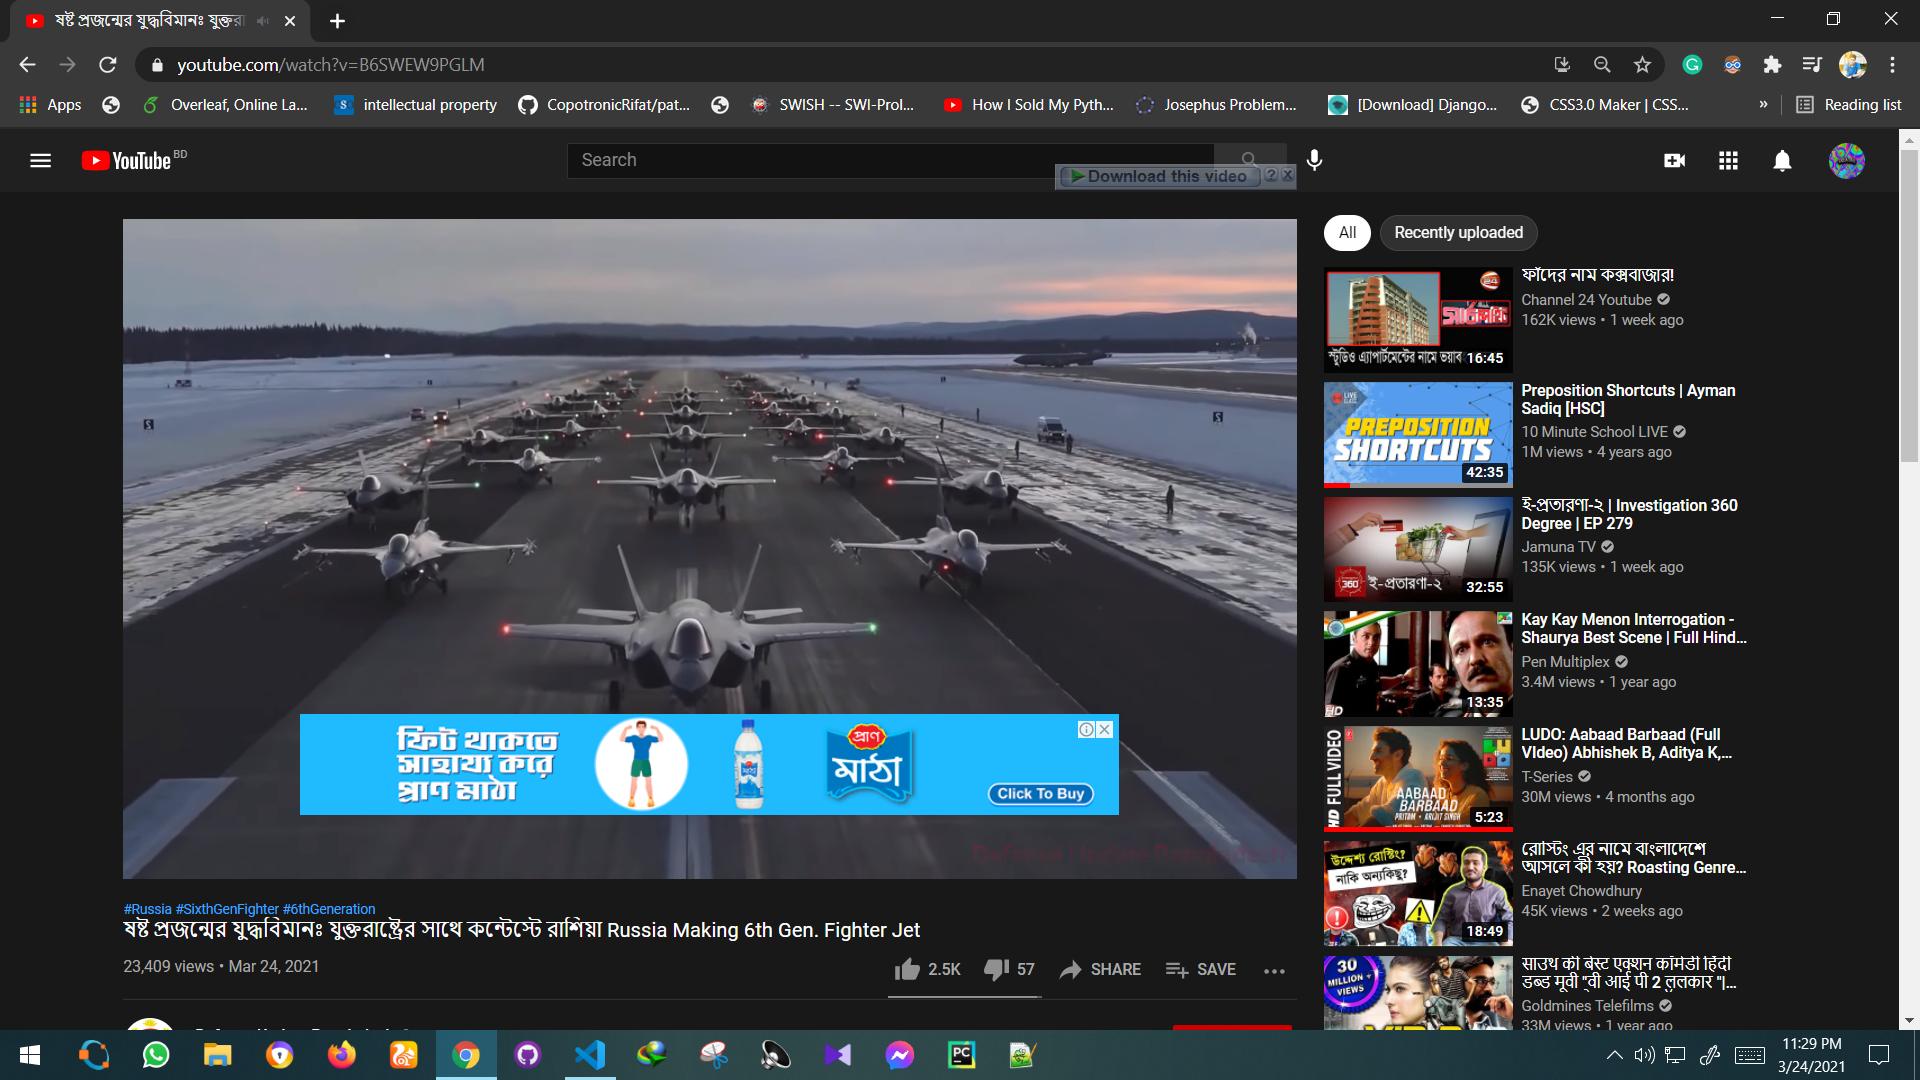 ষষ্ট প্রজন্মের যুদ্ধবিমানঃ যুক্তরা
youtube.com/watch?v=B6SWEW9PGLM
Apps
Overleaf, Online La...
intellectual property
CopotronicRifat/pat...
SWISH -- SWI-Prol...
How I Sold My Pyth...
Josephus Problem...
[Download] Django...
CSS3.0 Maker | CSS...
»
Reading list
YouTube BD
Search
Download this video ? X
All
Recently uploaded
ফাঁদের নাম কক্সবাজার!
Channel 24 Youtube
162K views • 1 week ago
24
সার্চলাইট
স্টুডিও এ্যাপার্টমেন্টের নামে ভয়াব
16:45
Preposition Shortcuts | Ayman
Sadiq [HSC]
10 Minute School LIVE
1M views • 4 years ago
LIVE
PREPOSITION
SHORTCUTS
42:35
ই-প্রতারণা-২ | Investigation 360
Degree | EP 279
Jamuna TV
135K views • 1 week ago
360
ই-প্রতারণা-২
32:55
Kay Kay Menon Interrogation -
Shaurya Best Scene | Full Hind...
Pen Multiplex
3.4M views • 1 year ago
HD
13:35
LUDO: Aabaad Barbaad (Full
VIdeo) Abhishek B, Aditya K,...
T-Series
30M views • 4 months ago
HD FULL VIDEO
AABAAD
BARBAAD
PRITAM • ARIJIT SINGH
5:23
রোস্টিং এর নামে বাংলাদেশে
আসলে কী হয়? Roasting Genre...
Enayet Chowdhury
45K views • 2 weeks ago
উদ্দেশ্য রোস্টিং?
নাকি অন্যকিছু?
18:49
साउथ की बेस्ट एक्शन कॉमेडी हिंदी
डब्ड मूवी "वी आई पी 2 ललकार "|...
Goldmines Telefilms
33M views • 1 year ago
30
MILLION +
VIEWS
ফিট থাকতে
সাহায্য করে
প্রাণ মাঠা
প্রাণ
মাঠা
Click To Buy
#Russia #SixthGenFighter #6thGeneration
ষষ্ট প্রজন্মের যুদ্ধবিমানঃ যুক্তরাষ্ট্রের সাথে কন্টেস্টে রাশিয়া Russia Making 6th Gen. Fighter Jet
23,409 views • Mar 24, 2021
2.5K
57
SHARE
SAVE
11:29 PM
3/24/2021